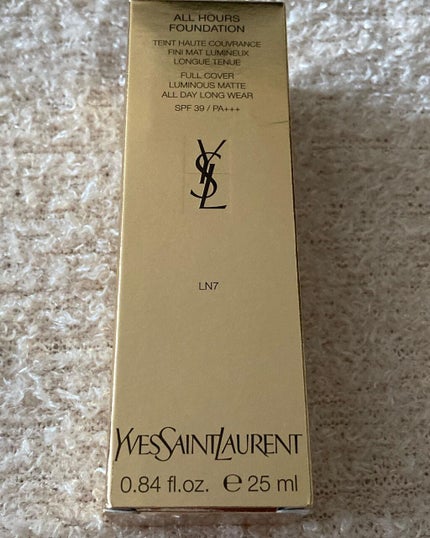 ALL HOURS
FOUNDATION
TEINT HAUTE COUVRANCE
FINI MAT LUMINEUX
LONGUE TENUE
FULL COVER
LUMINOUS MATTE
ALL DAY LONG WEAR
SPF 39 / PA+++
YSL
LN7
YVESSAINTLAURENT
0.84 fl.oz. ℮ 25 ml